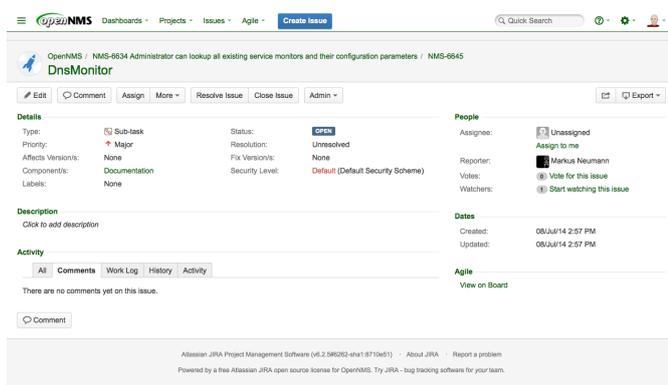 openNMS Dashboards Projects Issues Agile Create Issue Quick Search
OpenNMS / NMS-6634 Administrator can lookup all existing service monitors and their configuration parameters / NMS-6645
DnsMonitor
Edit Comment Assign More Resolve Issue Close Issue Admin Export
Details
Type: Sub-task Status: OPEN
Priority: Major Resolution: Unresolved
Affects Version/s: None Fix Version/s: None
Component/s: Documentation Security Level: Default (Default Security Scheme)
Labels: None
People
Assignee: Unassigned
Assign to me
Reporter: Markus Neumann
Votes: 0 Vote for this issue
Watchers: 1 Start watching this issue
Description
Click to add description
Dates
Created: 08/Jul/14 2:57 PM
Updated: 08/Jul/14 2:57 PM
Activity
All Comments Work Log History Activity
There are no comments yet on this issue.
Comment
Agile
View on Board
Atlassian JIRA Project Management Software (v6.2.5#6262-sha1:8710e51) · About JIRA · Report a problem
Powered by a free Atlassian JIRA open source license for OpenNMS. Try JIRA - bug tracking software for your team.